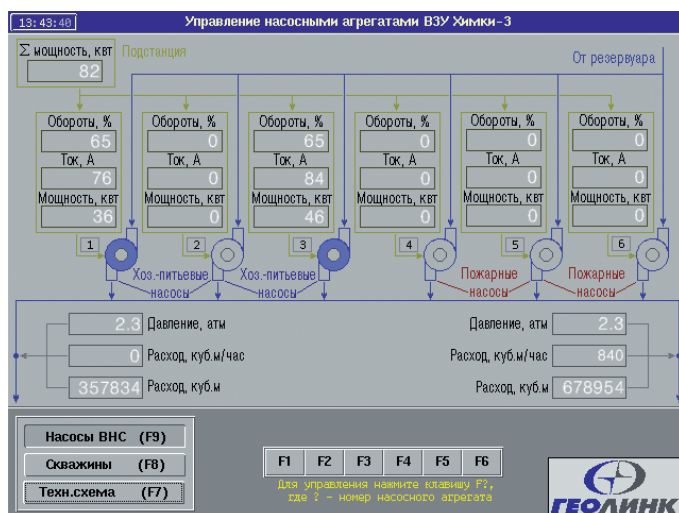 13:43:40 Управление насосными агрегатами ВЗУ Химки-3
Σ мощность, квт Подстанция
82
От резервуара
Обороты, % Обороты, % Обороты, % Обороты, % Обороты, % Обороты, %
65 0 65 0 0 0
Ток, А Ток, А Ток, А Ток, А Ток, А Ток, А
76 0 84 0 0 0
Мощность, квт Мощность, квт Мощность, квт Мощность, квт Мощность, квт Мощность, квт
36 0 46 0 0 0
1 2 3 4 5 6
Хоз.-питьевые насосы Хоз.-питьевые насосы Пожарные насосы Пожарные насосы
2.3 Давление, атм Давление, атм 2.3
0 Расход, куб.м/час Расход, куб.м/час 840
357834 Расход, куб.м Расход, куб.м 678954
Насосы ВНС (F9)
Скважины (F8)
Техн.схема (F7)
F1 F2 F3 F4 F5 F6
Для управления нажмите клавишу F?,
где ? - номер насосного агрегата
ГЕОЛИНК